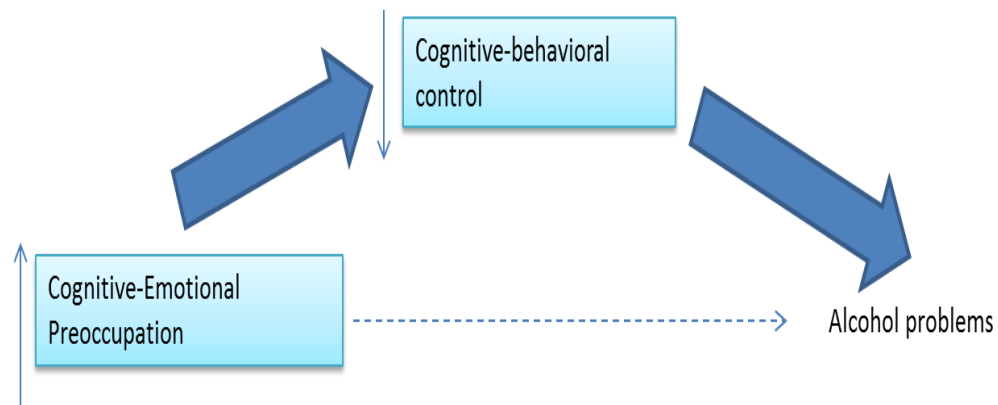 Cognitive-behavioral
control
Cognitive-Emotional
Preoccupation
Alcohol problems